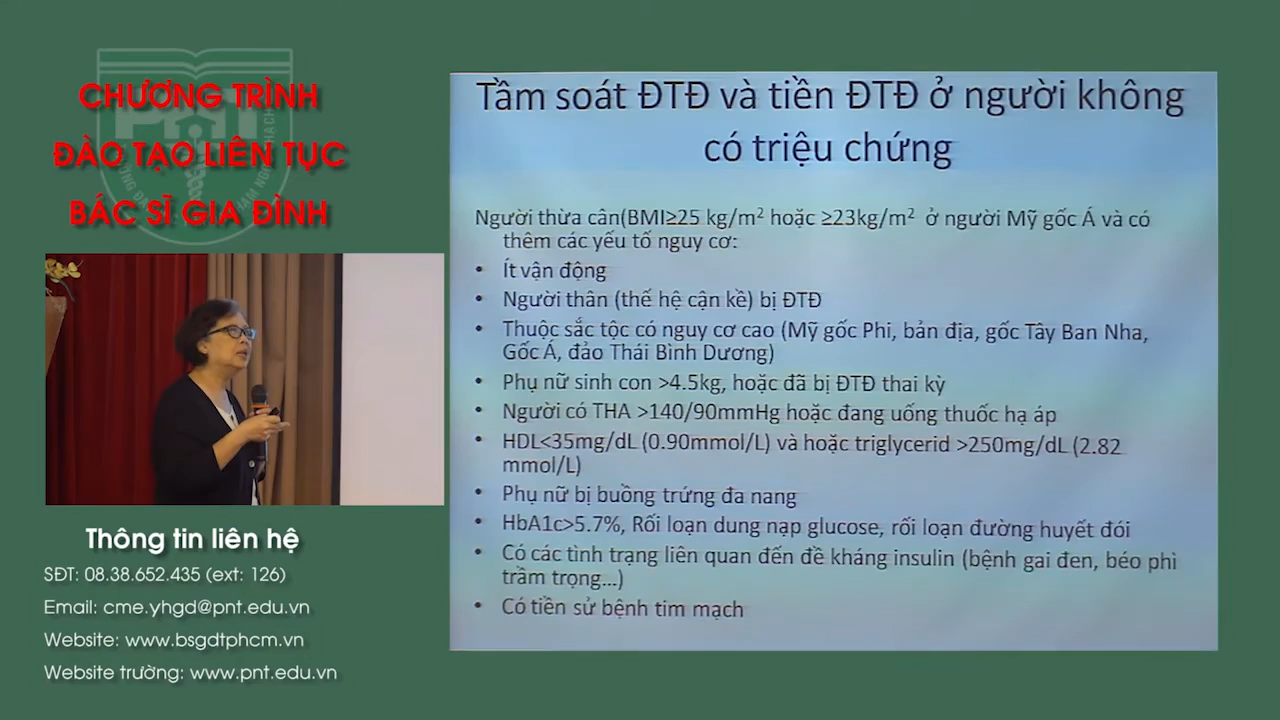 CHƯƠNG TRÌNH
ĐÀO TẠO LIÊN TỤC
BÁC SĨ GIA ĐÌNH
Tầm soát ĐTĐ và tiền ĐTĐ ở người không
có triệu chứng
Người thừa cân(BMI≥25 kg/m² hoặc ≥23kg/m² ở người Mỹ gốc Á và có
thêm các yếu tố nguy cơ:
• Ít vận động
• Người thân (thế hệ cận kề) bị ĐTĐ
• Thuộc sắc tộc có nguy cơ cao (Mỹ gốc Phi, bản địa, gốc Tây Ban Nha,
Gốc Á, đảo Thái Bình Dương)
• Phụ nữ sinh con >4.5kg, hoặc đã bị ĐTĐ thai kỳ
• Người có THA >140/90mmHg hoặc đang uống thuốc hạ áp
• HDL<35mg/dL (0.90mmol/L) và hoặc triglycerid >250mg/dL (2.82
mmol/L)
• Phụ nữ bị buồng trứng đa nang
• HbA1c>5.7%, Rối loạn dung nạp glucose, rối loạn đường huyết đói
• Có các tình trạng liên quan đến đề kháng insulin (bệnh gai đen, béo phì
trầm trọng...)
• Có tiền sử bệnh tim mạch
Thông tin liên hệ
SĐT: 08.38.652.435 (ext: 126)
Email: cme.yhgd@pnt.edu.vn
Website: www.bsgdtphcm.vn
Website trường: www.pnt.edu.vn